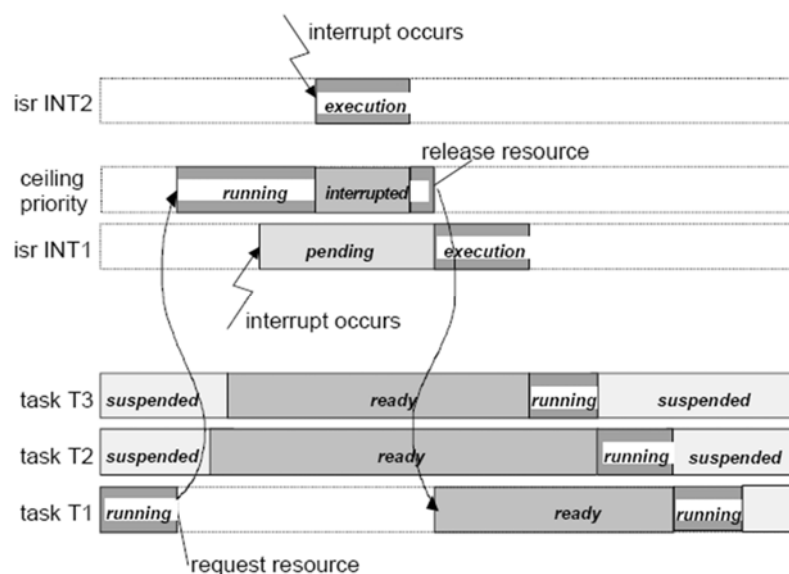 interrupt occurs
isr INT2
execution
release resource
ceiling
priority
running
interrupted
isr INT1
pending
execution
interrupt occurs
task T3
suspended
ready
running
suspended
task T2
suspended
ready
running
suspended
task T1
running
ready
running
request resource